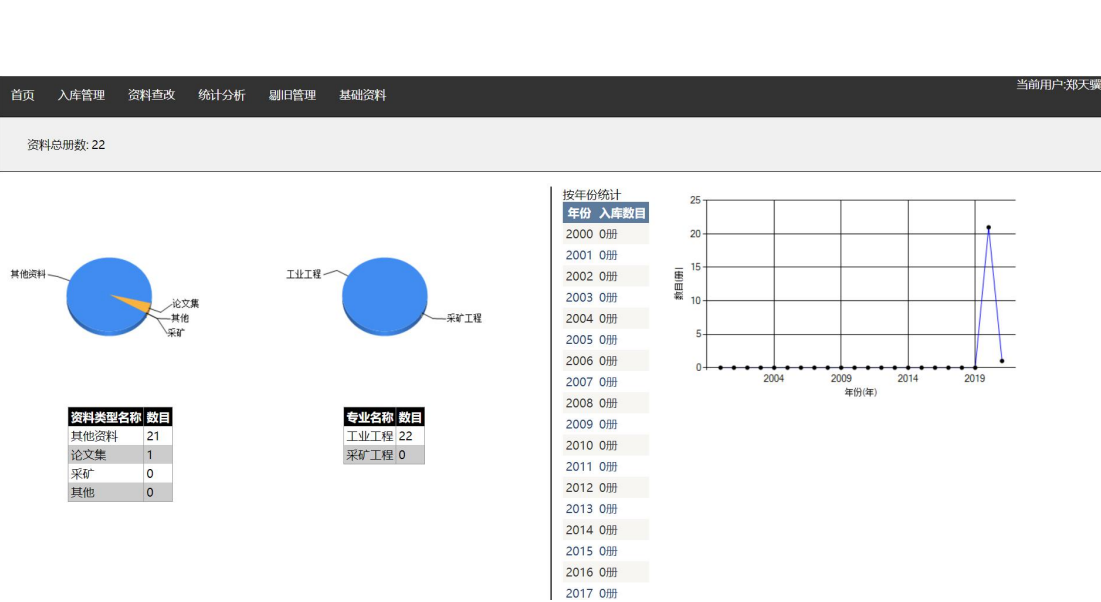 首页 入库管理 资料查改 统计分析 剔旧管理 基础资料
当前用户:郑天骥
资料总册数: 22
其他资料
论文集
其他
采矿
工业工程
采矿工程
资料类型名称 数目
其他资料 21
论文集 1
采矿 0
其他 0
专业名称 数目
工业工程 22
采矿工程 0
按年份统计
年份 入库数目
2000 0册
2001 0册
2002 0册
2003 0册
2004 0册
2005 0册
2006 0册
2007 0册
2008 0册
2009 0册
2010 0册
2011 0册
2012 0册
2013 0册
2014 0册
2015 0册
2016 0册
2017 0册
25
20
15
10
5
0
数目(册)
2004 2009 2014 2019
年份(年)